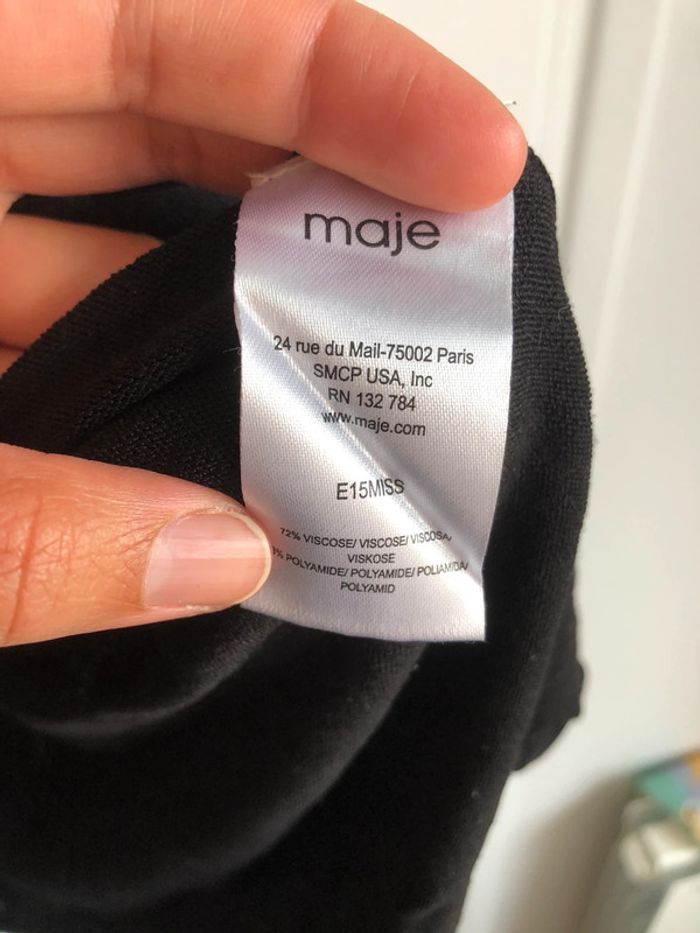 maje
24 rue du Mail-75002 Paris
SMCP USA, Inc
RN 132 784
www.maje.com
E15MISS
72% VISCOSE/ VISCOSE/ VISCOSA/
VISKOSE
% POLYAMIDE/ POLYAMIDE/ POLIAMIDA/
POLYAMID